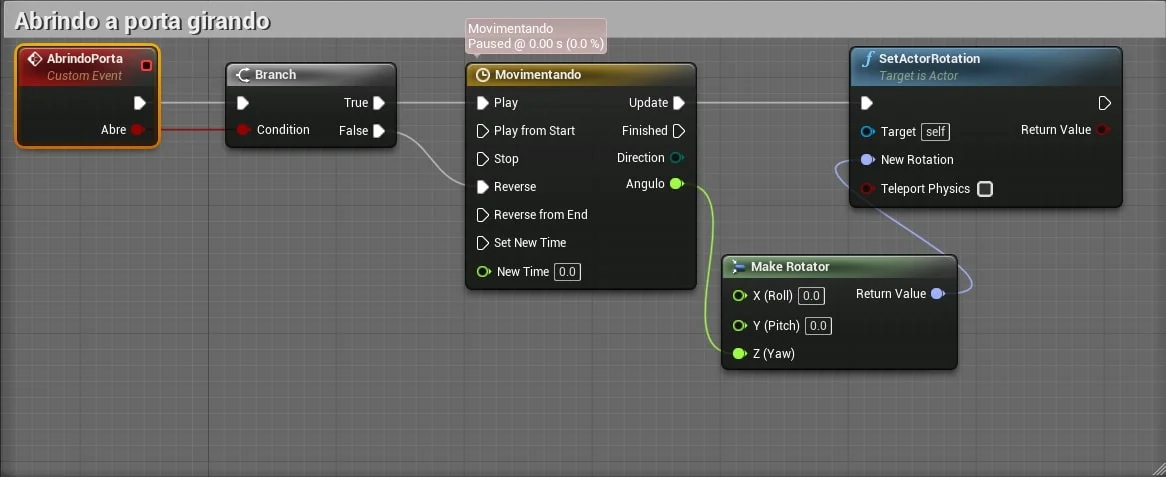 Abrindo a porta girando
Movimentando
Paused @ 0.00 s (0.0 %)
AbrindoPorta
Custom Event
Abre
Branch
True
Condition
False
Movimentando
Play
Update
Play from Start
Finished
Stop
Direction
Reverse
Angulo
Reverse from End
Set New Time
New Time 0.0
SetActorRotation
Target is Actor
Target self
Return Value
New Rotation
Teleport Physics
Make Rotator
X (Roll) 0.0
Return Value
Y (Pitch) 0.0
Z (Yaw)